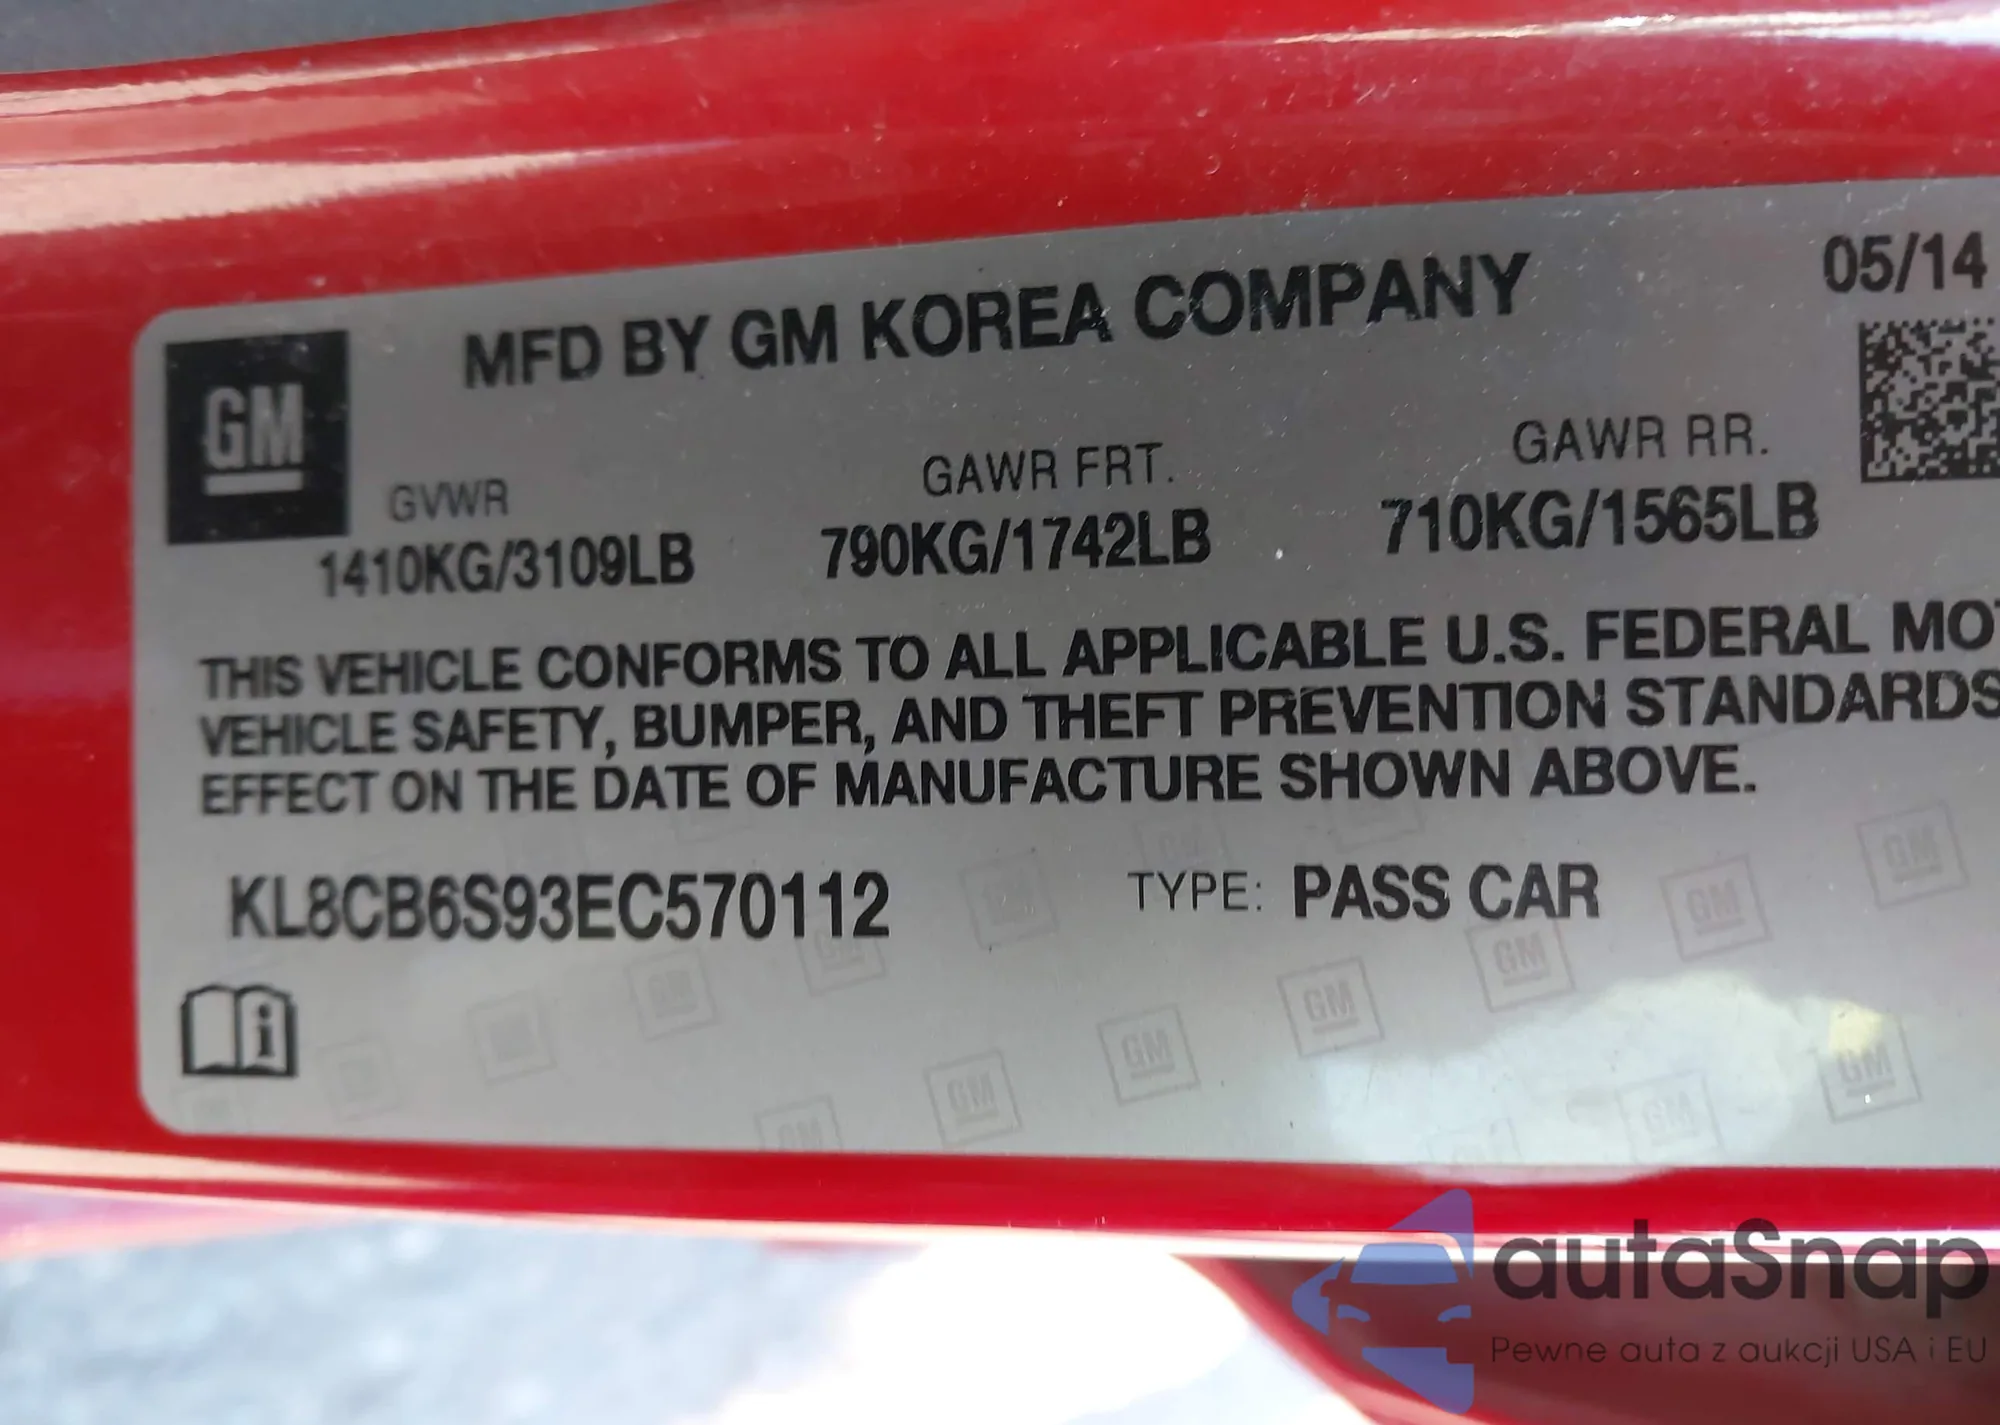 MFD BY GM KOREA COMPANY 05/14
GM
GVWR GAWR FRT. GAWR RR.
1410KG/3109LB 790KG/1742LB 710KG/1565LB
THIS VEHICLE CONFORMS TO ALL APPLICABLE U.S. FEDERAL MOT
VEHICLE SAFETY, BUMPER, AND THEFT PREVENTION STANDARDS
EFFECT ON THE DATE OF MANUFACTURE SHOWN ABOVE.
KL8CB6S93EC570112 TYPE: PASS CAR
i
autaSnap
Pewne auta z aukcji USA i EU